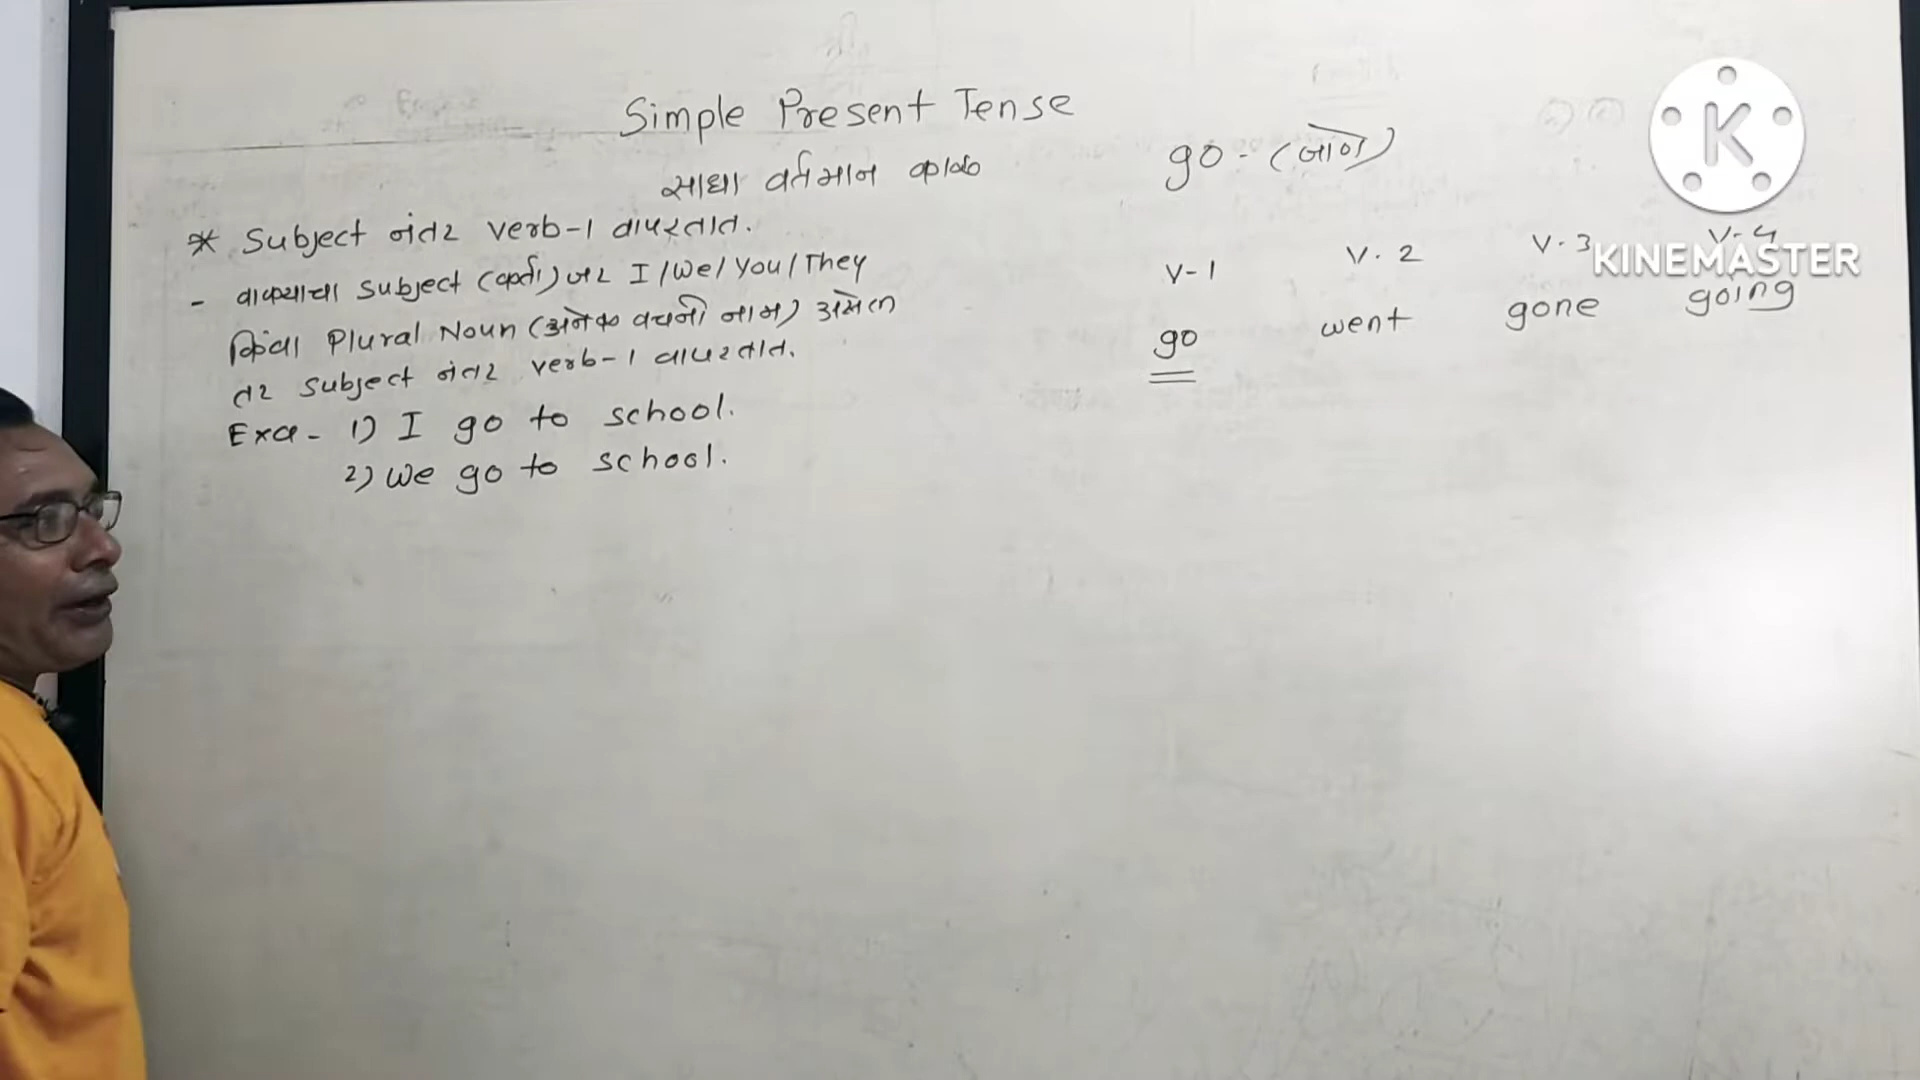 Simple Present Tense
साधा वर्तमान काळ
* Subject नंतर verb-1 वापरतात.
- वाक्याचा subject (कर्ता) जर I/We/You/They
किंवा Plural Noun (अनेक वचनी नाम) असेल
तर subject नंतर verb-1 वापरतात.
Exa- 1) I go to school.
2) We go to school.
go - (जाणे)
V-1 V.2 V.3 V-4
go went gone going
K
KINEMASTER